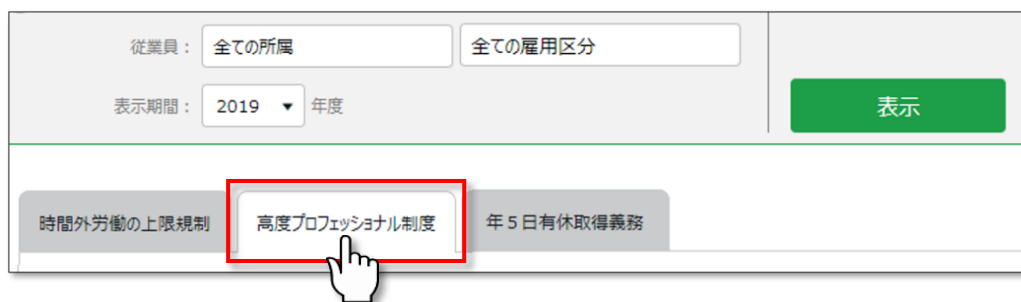 従業員： 全ての所属 全ての雇用区分
表示期間： 2019 ▼ 年度
表示
時間外労働の上限規制 高度プロフェッショナル制度 年５日有休取得義務